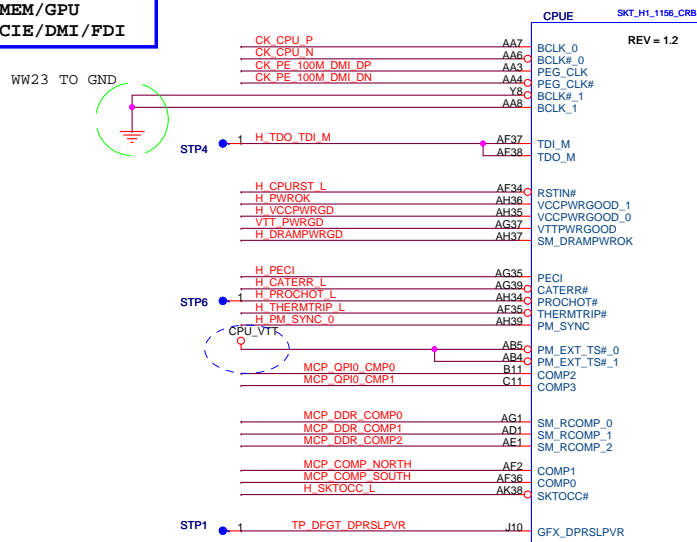 MEM/GPU
CIE/DMI/FDI
WW23 TO GND
CPUE
SKT_H1_1156_CRB
REV = 1.2
CK_CPU_P AA7 BCLK_0
CK_CPU_N AA6 BCLK#_0
CK_PE_100M_DMI_DP AA3 PEG_CLK
CK_PE_100M_DMI_DN AA4 PEG_CLK#
Y8 BCLK#_1
AA8 BCLK_1
STP4 1 H_TDO_TDI_M AF37 TDI_M
AF38 TDO_M
H_CPURST_L AF34 RSTIN#
H_PWROK AH36 VCCPWRGOOD_1
H_VCCPWRGD AH35 VCCPWRGOOD_0
VTT_PWRGD AG37 VTTPWRGOOD
H_DRAMPWRGD AH37 SM_DRAMPWROK
H_PECI AG35 PECI
H_CATERR_L AG39 CATERR#
STP6 1 H_PROCHOT_L AH34 PROCHOT#
H_THERMTRIP_L AF35 THERMTRIP#
H_PM_SYNC_0 AH39 PM_SYNC
CPU_VTT
AB5 PM_EXT_TS#_0
AB4 PM_EXT_TS#_1
MCP_QPI0_CMP0 B11 COMP2
MCP_QPI0_CMP1 C11 COMP3
MCP_DDR_COMP0 AG1 SM_RCOMP_0
MCP_DDR_COMP1 AD1 SM_RCOMP_1
MCP_DDR_COMP2 AE1 SM_RCOMP_2
MCP_COMP_NORTH AF2 COMP1
MCP_COMP_SOUTH AF36 COMP0
H_SKTOCC_L AK38 SKTOCC#
STP1 1 TP_DFGT_DPRSLPVR J10 GFX_DPRSLPVR